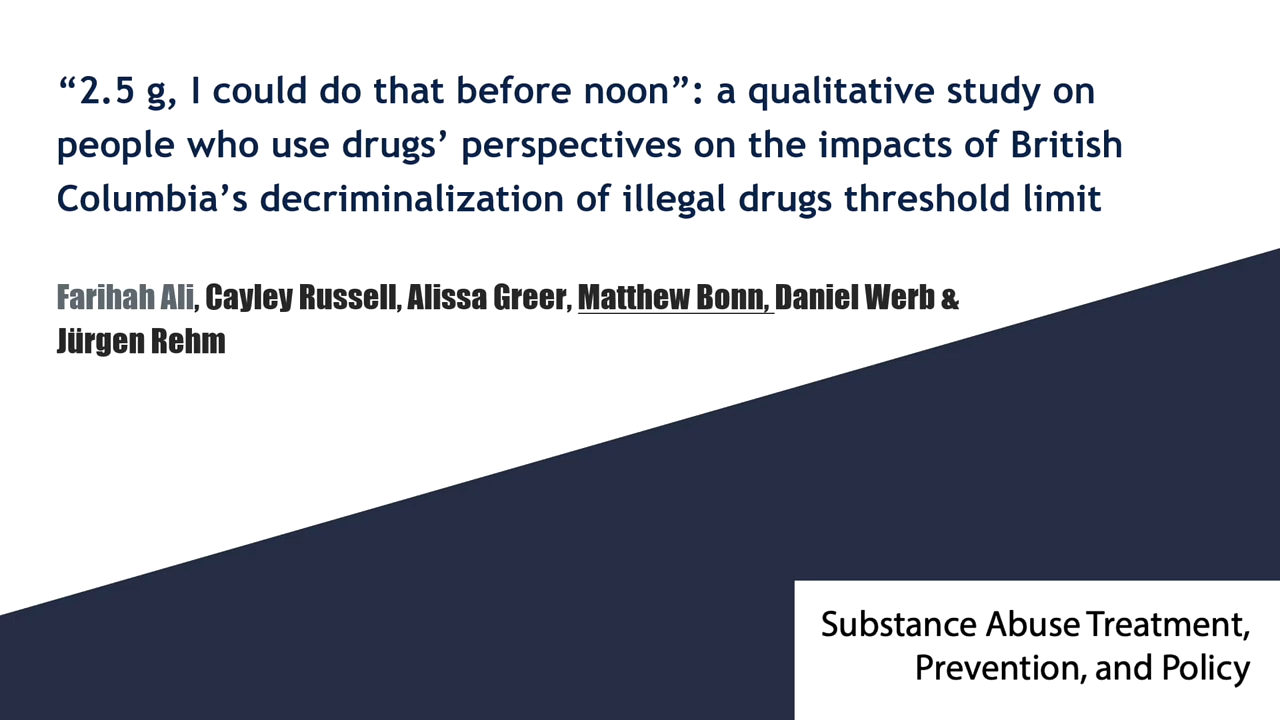 “2.5 g, I could do that before noon”: a qualitative study on
people who use drugs’ perspectives on the impacts of British
Columbia’s decriminalization of illegal drugs threshold limit
Farihah Ali, Cayley Russell, Alissa Greer, Matthew Bonn, Daniel Werb &
Jürgen Rehm
Substance Abuse Treatment,
Prevention, and Policy